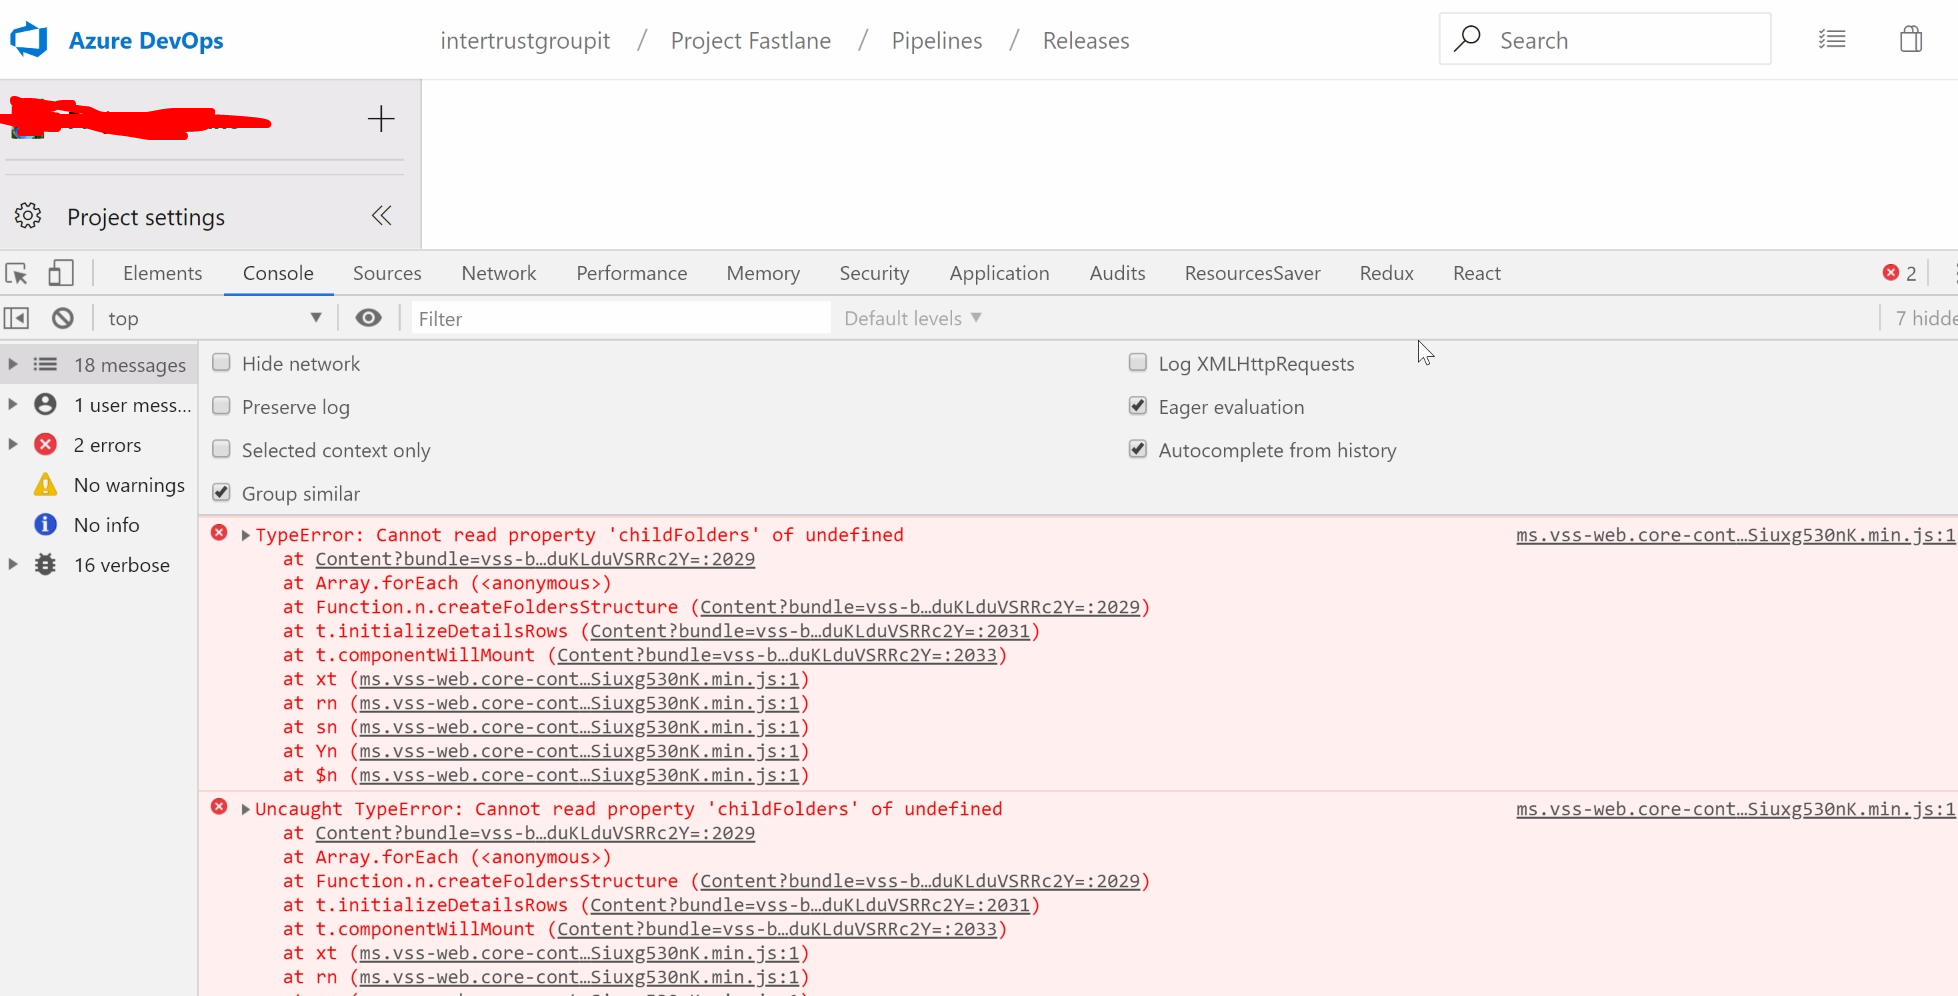 Azure DevOps
intertrustgroupit / Project Fastlane / Pipelines / Releases
Search
Project settings
Elements Console Sources Network Performance Memory Security Application Audits ResourcesSaver Redux React 2
top Filter Default levels ▼ 7 hidde
18 messages
1 user mess...
2 errors
No warnings
No info
16 verbose
Hide network
Log XMLHttpRequests
Preserve log
Eager evaluation
Selected context only
Autocomplete from history
Group similar
TypeError: Cannot read property 'childFolders' of undefined ms.vss-web.core-cont…Siuxg530nK.min.js:1
at Content?bundle=vss-b…duKLduVSRRc2Y=:2029
at Array.forEach (<anonymous>)
at Function.n.createFoldersStructure (Content?bundle=vss-b…duKLduVSRRc2Y=:2029)
at t.initializeDetailsRows (Content?bundle=vss-b…duKLduVSRRc2Y=:2031)
at t.componentWillMount (Content?bundle=vss-b…duKLduVSRRc2Y=:2033)
at xt (ms.vss-web.core-cont…Siuxg530nK.min.js:1)
at rn (ms.vss-web.core-cont…Siuxg530nK.min.js:1)
at sn (ms.vss-web.core-cont…Siuxg530nK.min.js:1)
at Yn (ms.vss-web.core-cont…Siuxg530nK.min.js:1)
at $n (ms.vss-web.core-cont…Siuxg530nK.min.js:1)
Uncaught TypeError: Cannot read property 'childFolders' of undefined ms.vss-web.core-cont…Siuxg530nK.min.js:1
at Content?bundle=vss-b…duKLduVSRRc2Y=:2029
at Array.forEach (<anonymous>)
at Function.n.createFoldersStructure (Content?bundle=vss-b…duKLduVSRRc2Y=:2029)
at t.initializeDetailsRows (Content?bundle=vss-b…duKLduVSRRc2Y=:2031)
at t.componentWillMount (Content?bundle=vss-b…duKLduVSRRc2Y=:2033)
at xt (ms.vss-web.core-cont…Siuxg530nK.min.js:1)
at rn (ms.vss-web.core-cont…Siuxg530nK.min.js:1)